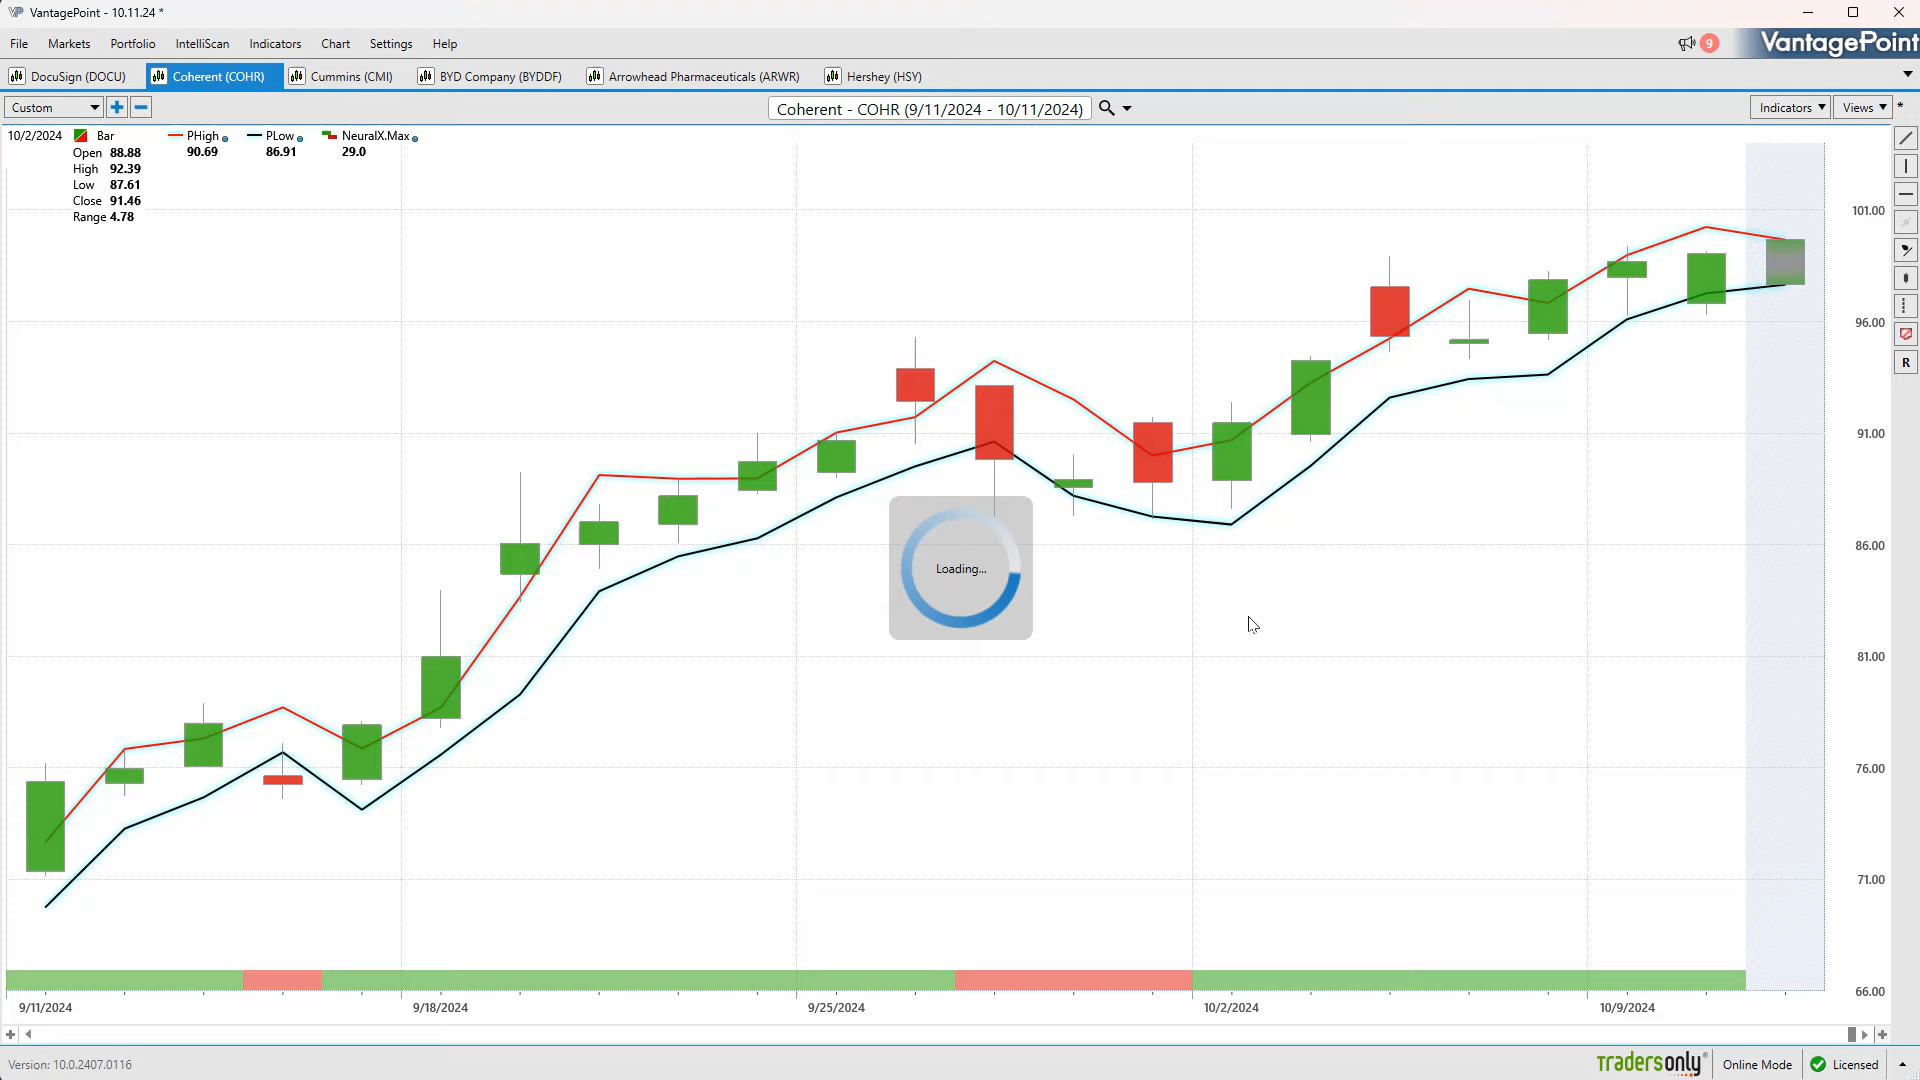 VantagePoint - 10.11.24 *
File Markets Portfolio IntelliScan Indicators Chart Settings Help
9
VantagePoint
DocuSign (DOCU) Coherent (COHR) Cummins (CMI) BYD Company (BYDDF) Arrowhead Pharmaceuticals (ARWR) Hershey (HSY)
Custom
Coherent - COHR (9/11/2024 - 10/11/2024)
Indicators Views *
10/2/2024 Bar PHigh PLow NeuralX.Max
Open 88.88 90.69 86.91 29.0
High 92.39
Low 87.61
Close 91.46
Range 4.78
101.00
96.00
91.00
86.00
81.00
76.00
71.00
66.00
R
Loading...
9/11/2024 9/18/2024 9/25/2024 10/2/2024 10/9/2024
Version: 10.0.2407.0116
tradersonly Online Mode Licensed